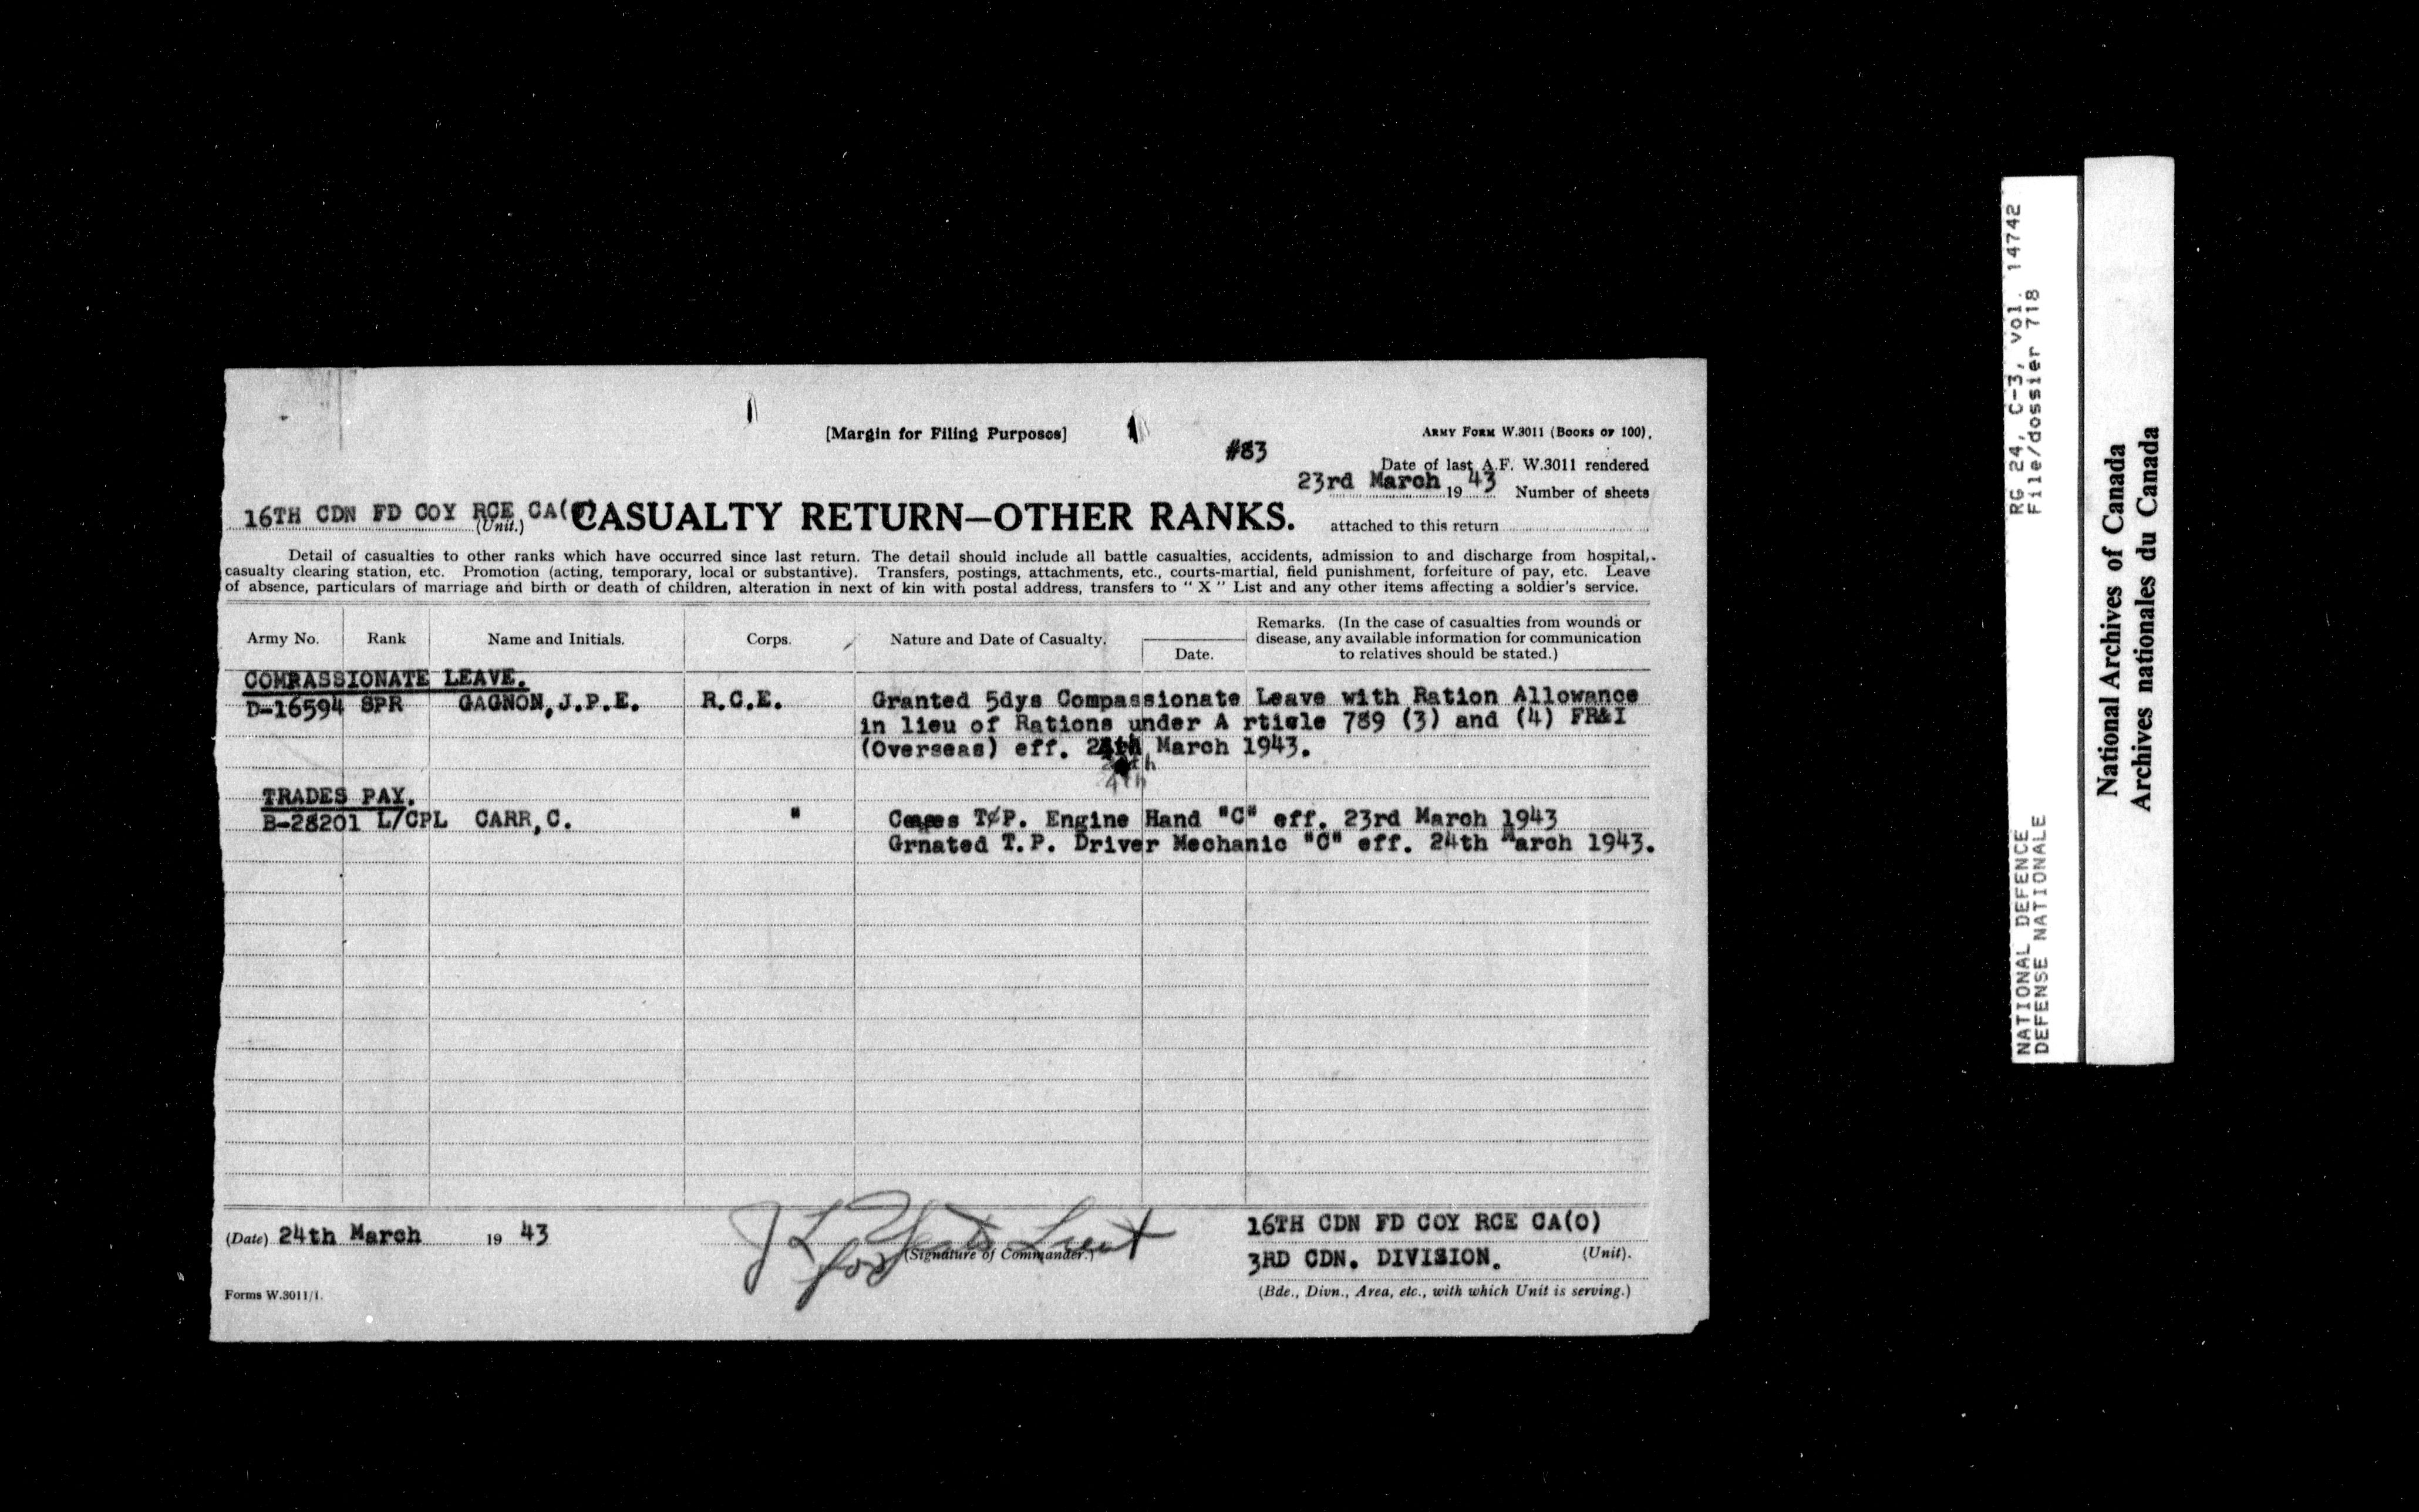 [Margin for Filing Purposes]
ARMY FORM W.3011 (BOOKS OF 100).
#83
Date of last A.F. W.3011 rendered
23rd March 19 43 Number of sheets
16TH CDN FD COY RCE CA(
(Unit.)
CASUALTY RETURN—OTHER RANKS.
attached to this return
Detail of casualties to other ranks which have occurred since last return. The detail should include all battle casualties, accidents, admission to and discharge from hospital,
casualty clearing station, etc. Promotion (acting, temporary, local or substantive). Transfers, postings, attachments, etc., courts-martial, field punishment, forfeiture of pay, etc. Leave
of absence, particulars of marriage and birth or death of children, alteration in next of kin with postal address, transfers to "X" List and any other items affecting a soldier's service.
Army No. Rank Name and Initials. Corps. Nature and Date of Casualty. Date.
Remarks. (In the case of casualties from wounds or
disease, any available information for communication
to relatives should be stated.)
COMPASSIONATE LEAVE.
D-16594 SPR GAGNON, J.P.E. R.C.E. Granted 5dys Compassionate Leave with Ration Allowance
in lieu of Rations under A rticle 789 (3) and (4) FR&I
(Overseas) eff. March 1943.
4th
TRADES PAY.
B-28201 L/CPL CARR, C. " T.P. Engine Hand "C" eff. 23rd March 1943
Grnated T.P. Driver Mechanic "C" eff. 24th March 1943.
(Date) 24th March 19 43
Lieut
for
(Signature of Commander.)
16TH CDN FD COY RCE CA(O)
(Unit).
3RD CDN. DIVISION.
(Bde., Divn., Area, etc., with which Unit is serving.)
Forms W.3011/1.
RG 24, C-3, vol. 14742
File/dossier 718
NATIONAL DEFENCE
DEFENSE NATIONALE
National Archives of Canada
Archives nationales du Canada